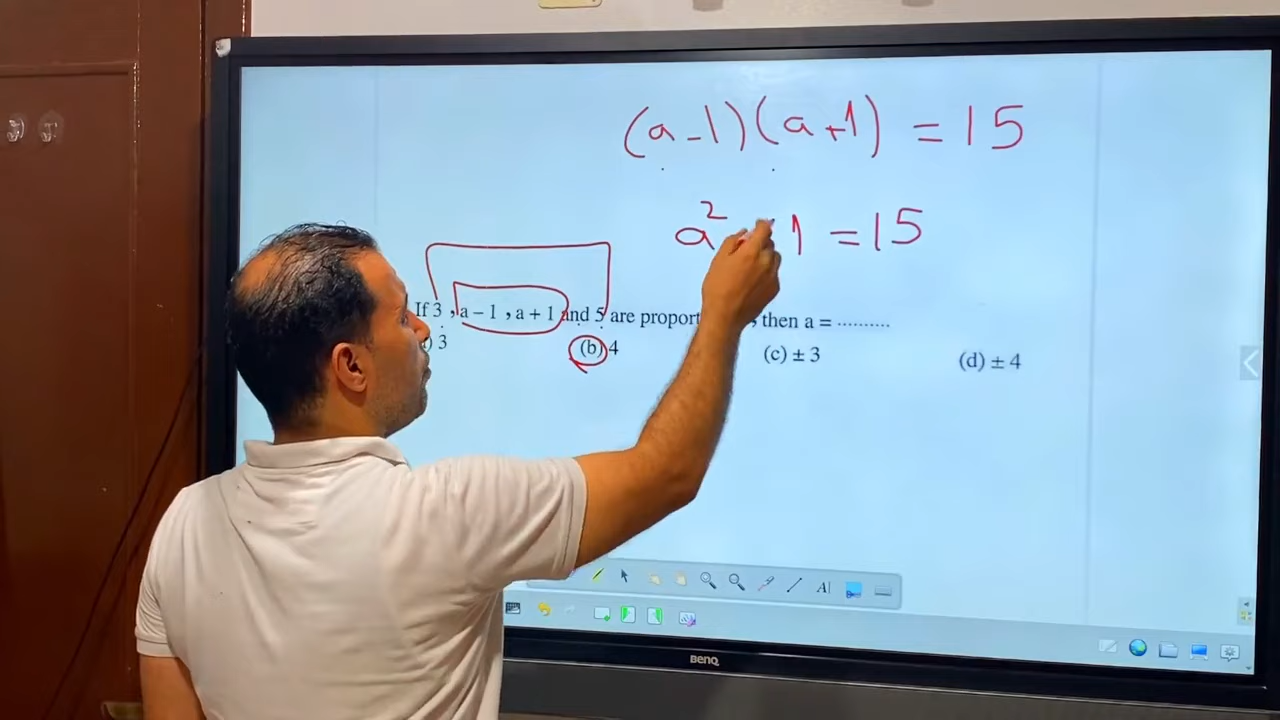 (a-1)(a+1) = 15
a² 1 = 15
If 3 , a − 1 , a + 1 and 5 are then a = ..........
) 3 (b) 4 (c) ± 3 (d) ± 4
A
BenQ